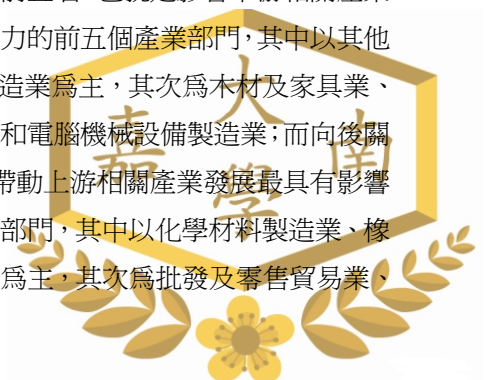 力的前五個產業部門,其中以其他
造業爲主,其次爲木材及家具業、
和電腦機械設備製造業;而向後關
帶動上游相關產業發展最具有影響
部門,其中以化學材料製造業、橡
爲主,其次爲批發及零售貿易業、
嘉
南
大
學